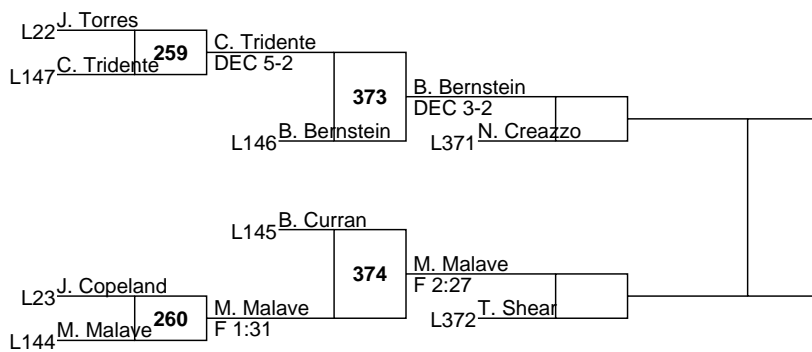 L22 J. Torres
259
L147 C. Tridente
C. Tridente
DEC 5-2
373
L146 B. Bernstein
B. Bernstein
DEC 3-2
L371 N. Creazzo
L145 B. Curran
374
L23 J. Copeland
260
L144 M. Malave
M. Malave
F 1:31
M. Malave
F 2:27
L372 T. Shear